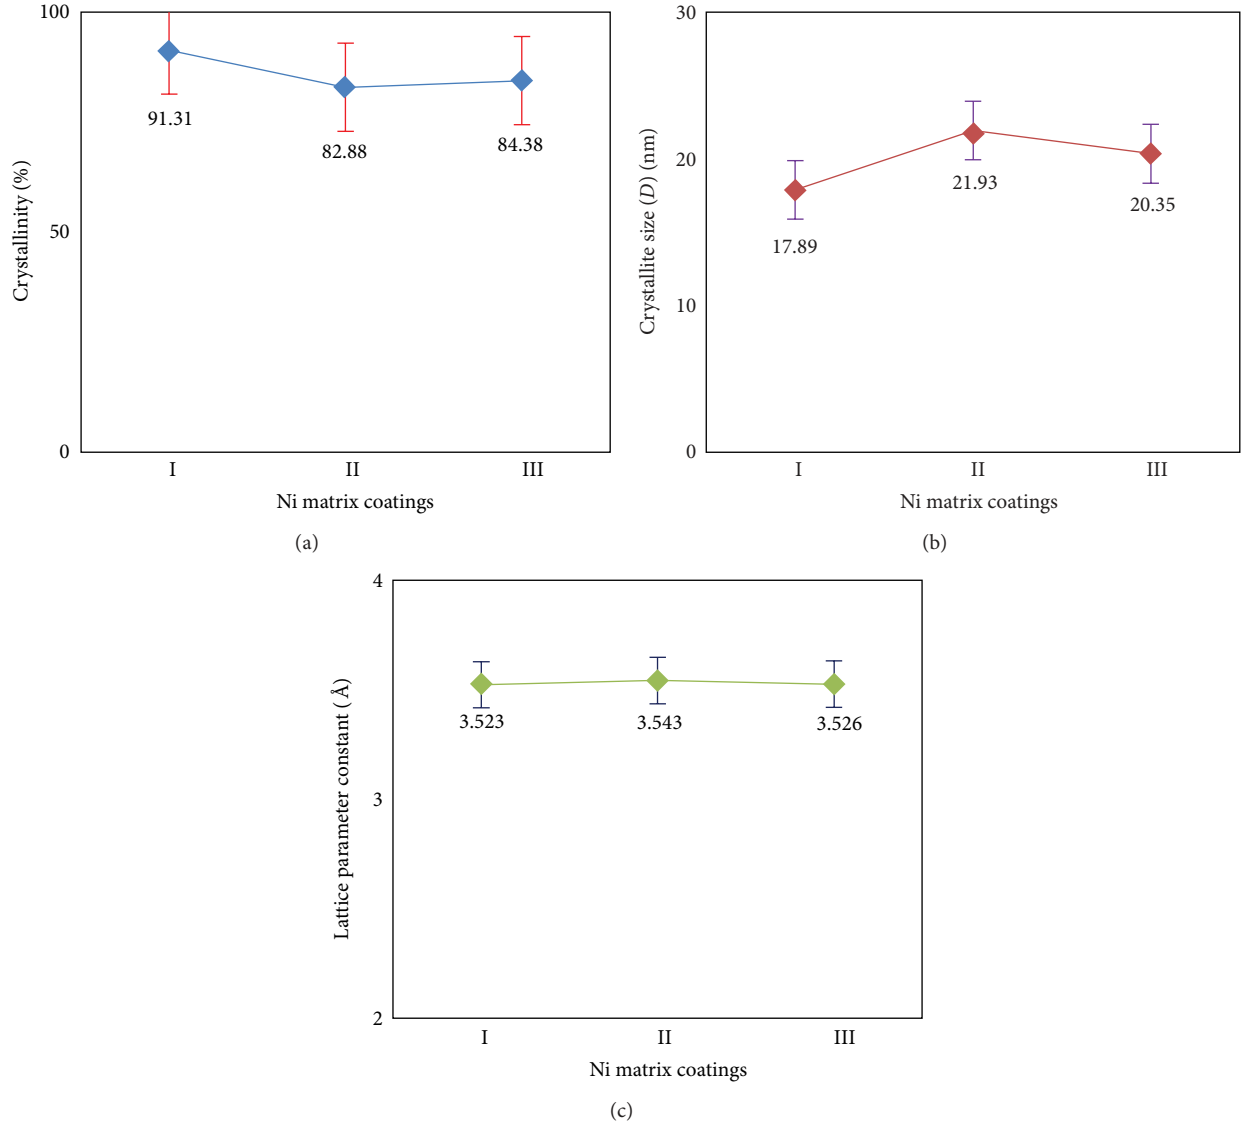 100
50
0
Crystallinity (%)
91.31
82.88
84.38
I II III
Ni matrix coatings
(a)
30
20
10
0
Crystallite size (D) (nm)
17.89
21.93
20.35
I II III
Ni matrix coatings
(b)
4
3
2
Lattice parameter constant (Å)
3.523
3.543
3.526
I II III
Ni matrix coatings
(c)